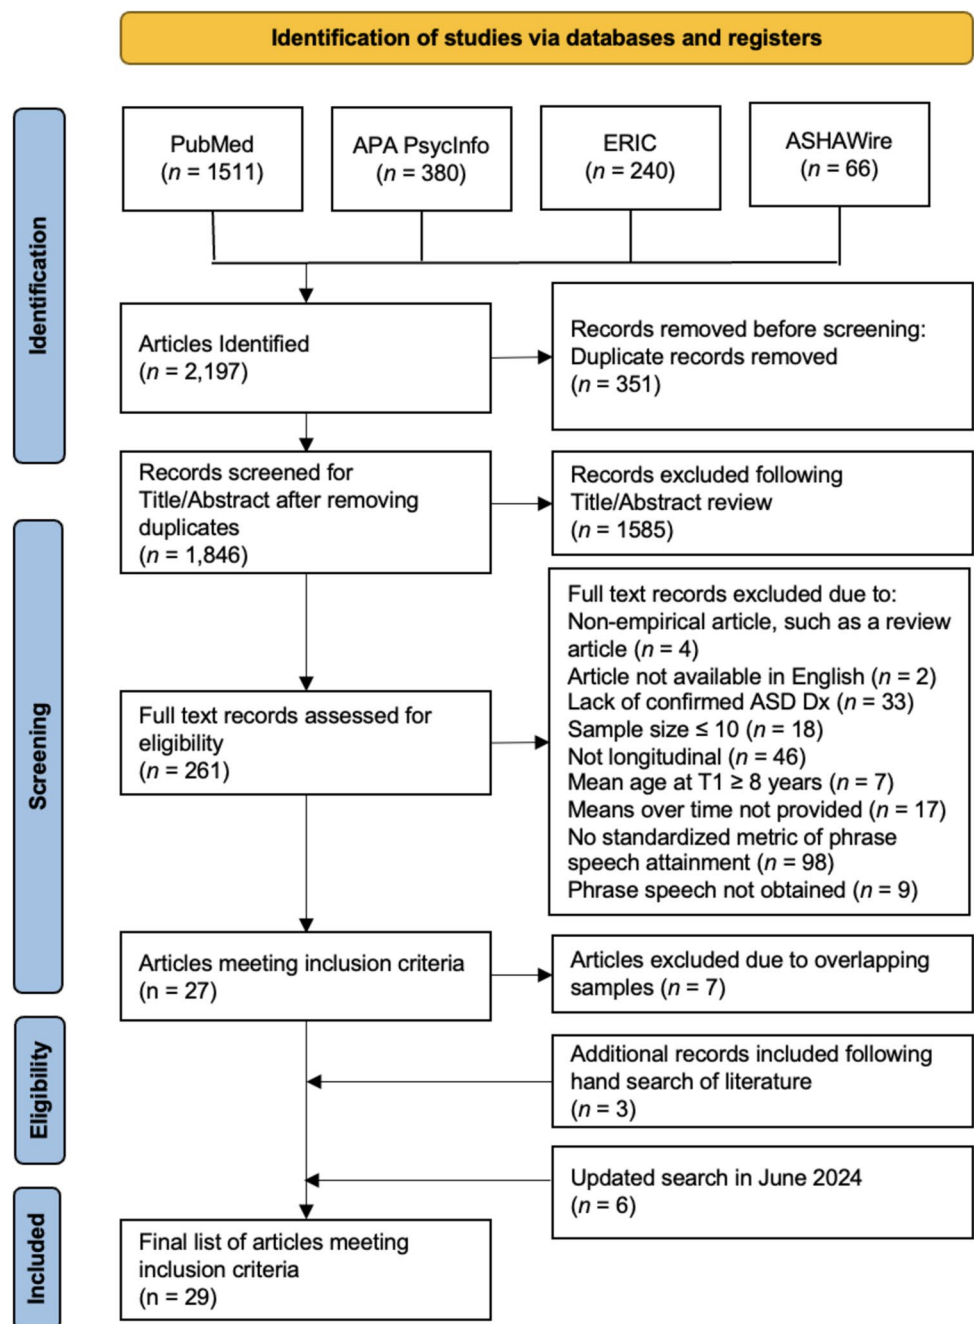 Identification of studies via databases and registers
Identification
PubMed
(n = 1511)
APA PsycInfo
(n = 380)
ERIC
(n = 240)
ASHAWire
(n = 66)
Articles Identified
(n = 2,197)
Records removed before screening:
Duplicate records removed
(n = 351)
Screening
Records screened for
Title/Abstract after removing
duplicates
(n = 1,846)
Records excluded following
Title/Abstract review
(n = 1585)
Full text records assessed for
eligibility
(n = 261)
Full text records excluded due to:
Non-empirical article, such as a review
article (n = 4)
Article not available in English (n = 2)
Lack of confirmed ASD Dx (n = 33)
Sample size ≤ 10 (n = 18)
Not longitudinal (n = 46)
Mean age at T1 ≥ 8 years (n = 7)
Means over time not provided (n = 17)
No standardized metric of phrase
speech attainment (n = 98)
Phrase speech not obtained (n = 9)
Articles meeting inclusion criteria
(n = 27)
Articles excluded due to overlapping
samples (n = 7)
Eligibility
Additional records included following
hand search of literature
(n = 3)
Updated search in June 2024
(n = 6)
Included
Final list of articles meeting
inclusion criteria
(n = 29)